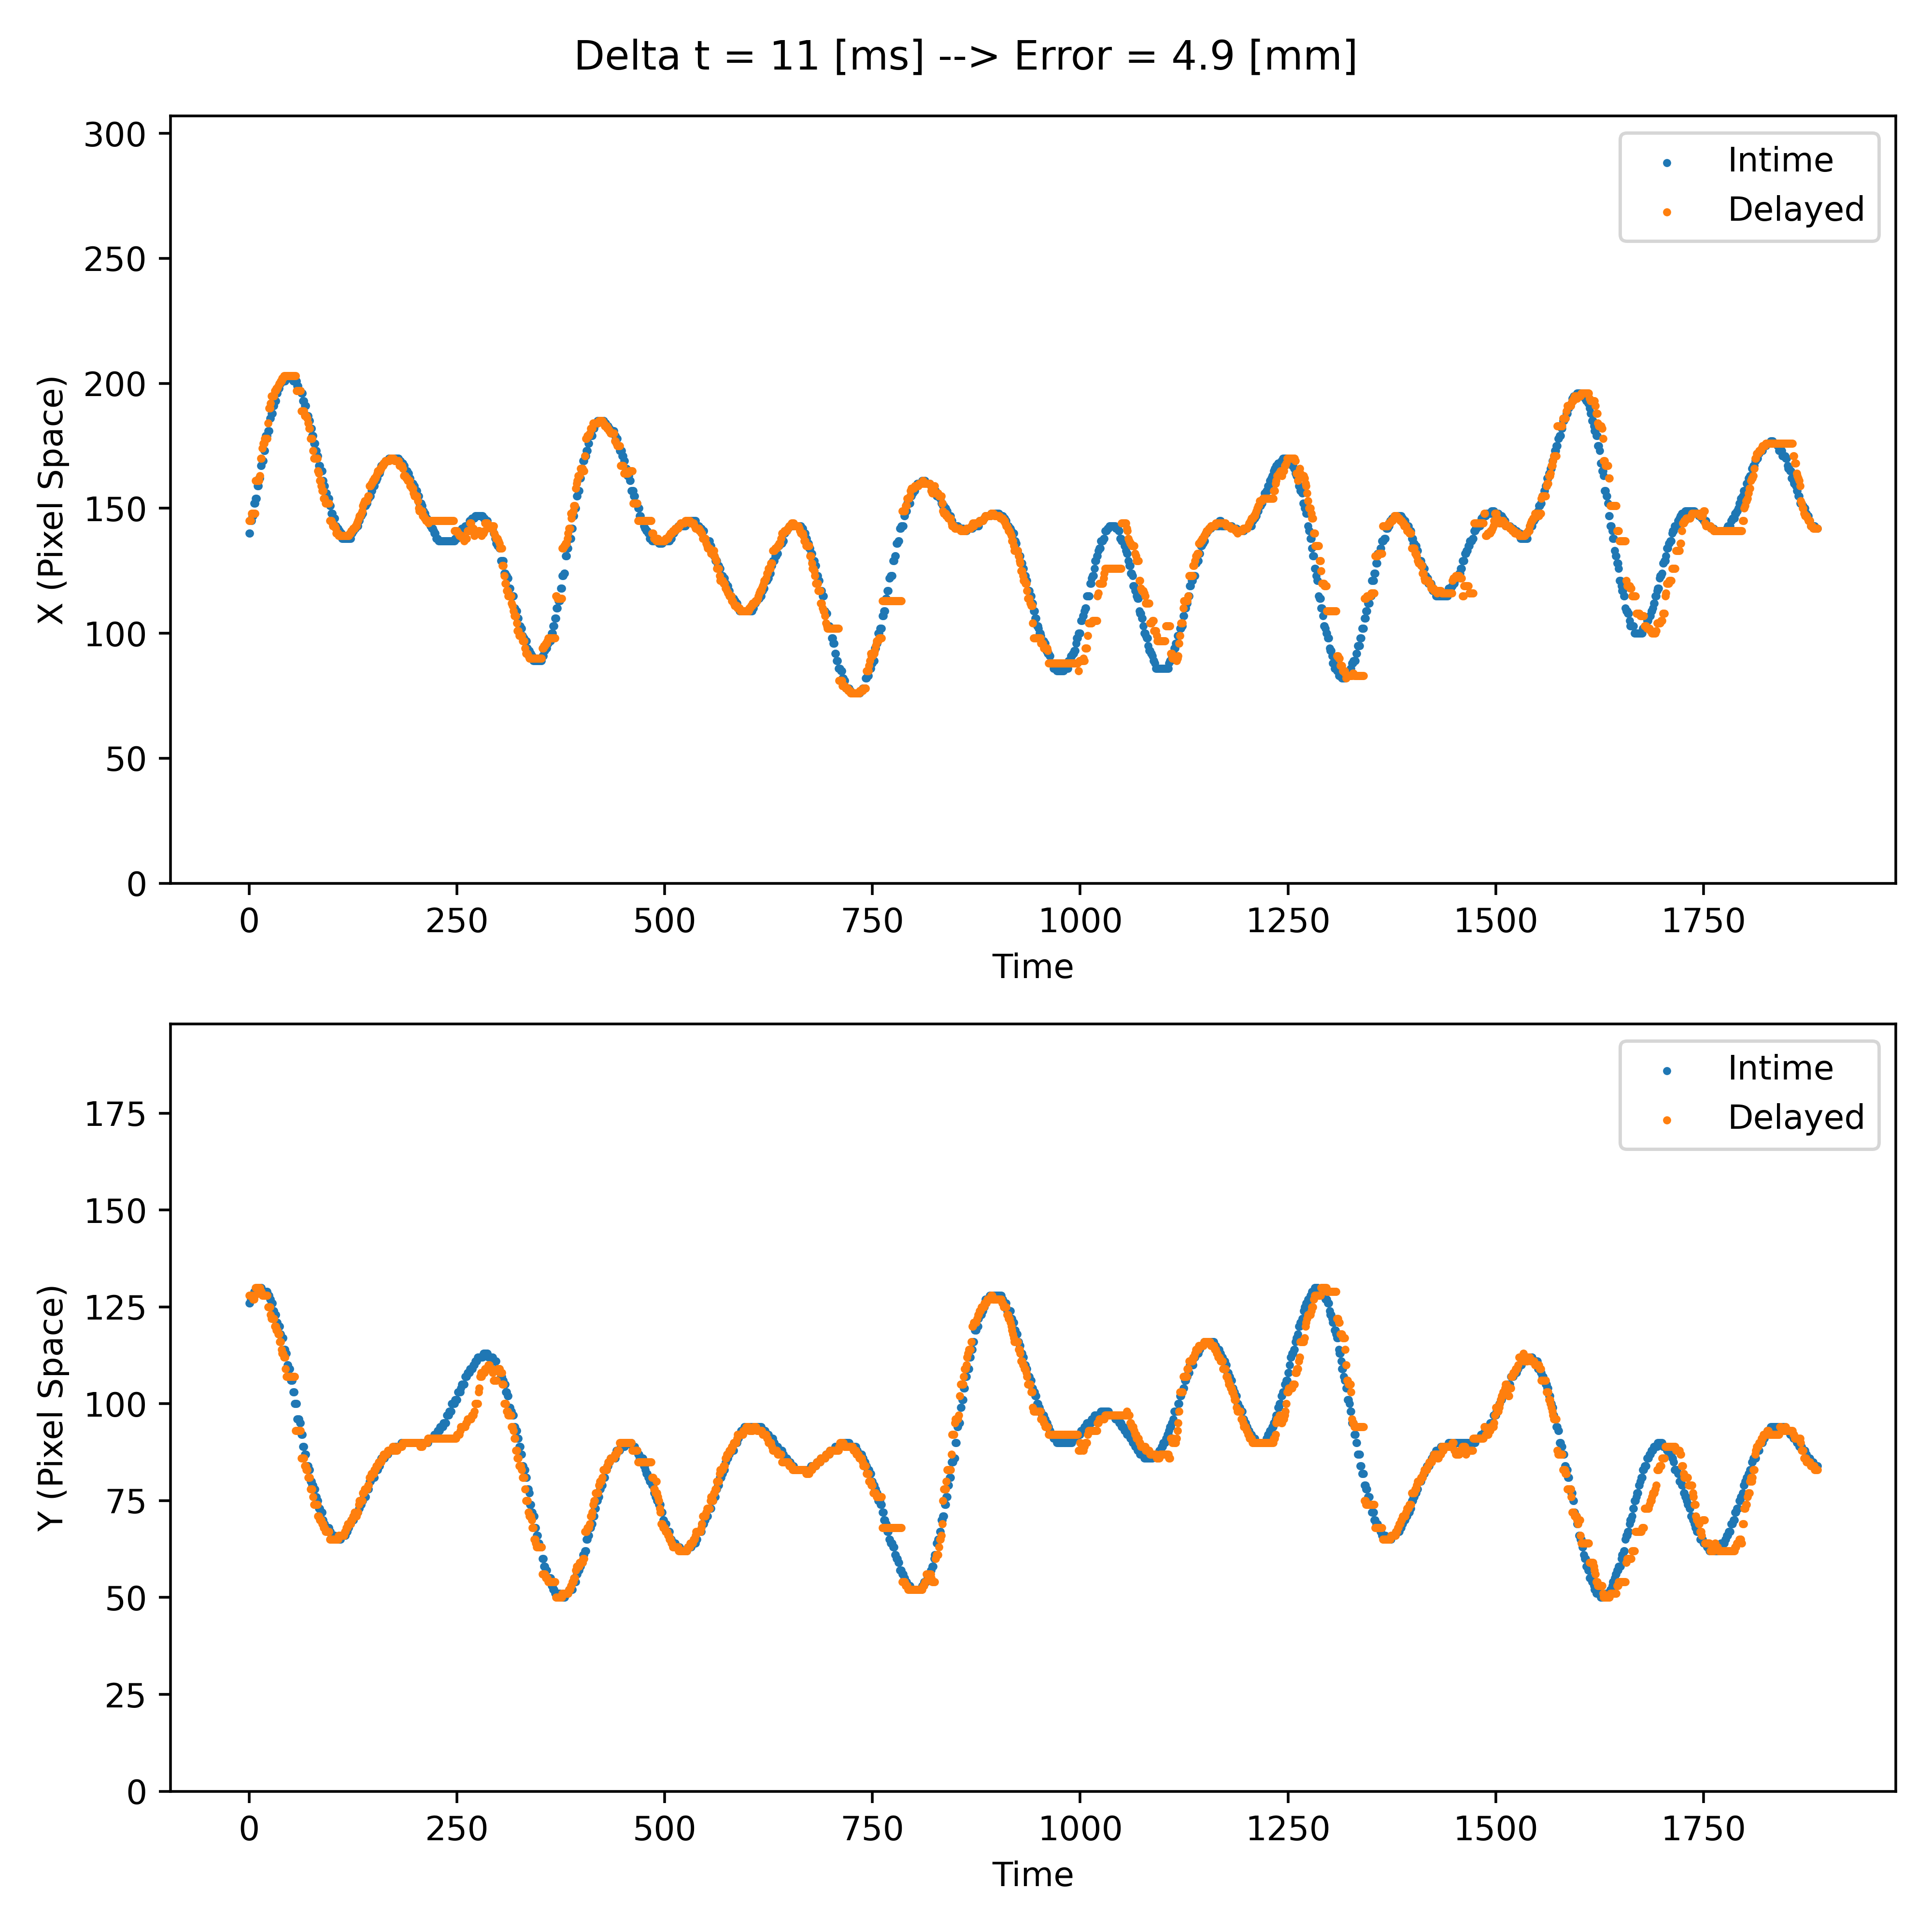 Delta t = 11 [ms] --> Error = 4.9 [mm]
300
250
200
150
100
50
0
X (Pixel Space)
Intime
Delayed
0 250 500 750 1000 1250 1500 1750
Time
175
150
125
100
75
50
25
0
Y (Pixel Space)
Intime
Delayed
0 250 500 750 1000 1250 1500 1750
Time